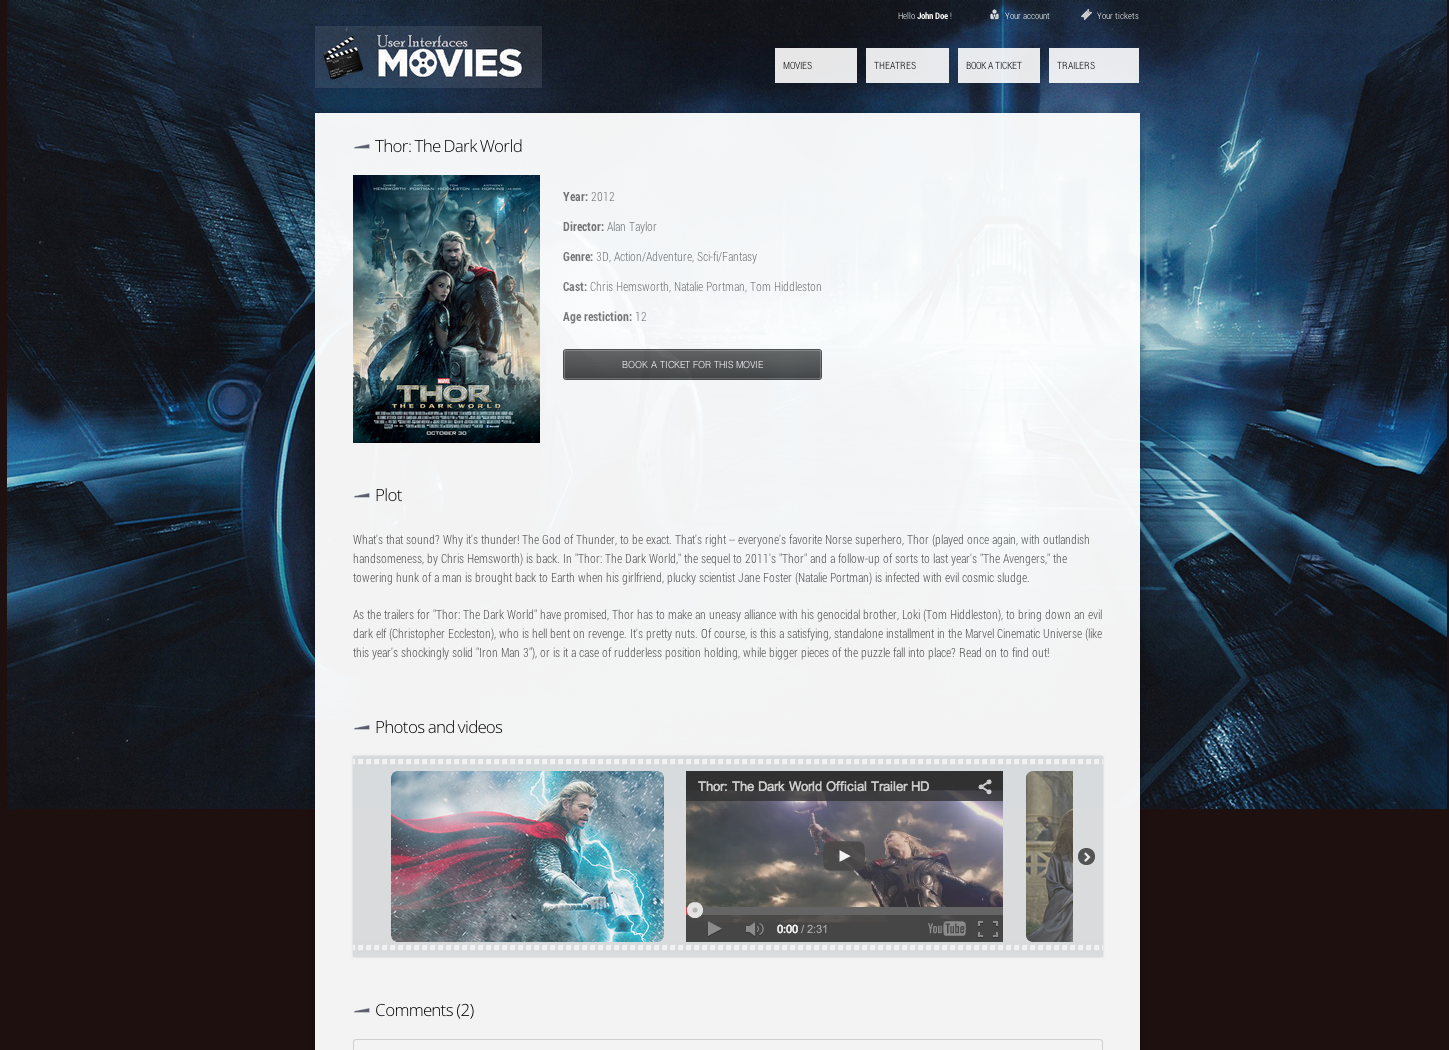 Hello John Doe !
Your account
Your tickets
User Interfaces
MOVIES
MOVIES
THEATRES
BOOK A TICKET
TRAILERS
Thor: The Dark World
CHRIS HEMSWORTH NATALIE PORTMAN TOM HIDDLESTON AND ANTHONY HOPKINS
MARVEL
THOR
THE DARK WORLD
OCTOBER 30
Year: 2012
Director: Alan Taylor
Genre: 3D, Action/Adventure, Sci-fi/Fantasy
Cast: Chris Hemsworth, Natalie Portman, Tom Hiddleston
Age restiction: 12
BOOK A TICKET FOR THIS MOVIE
Plot
What's that sound? Why it's thunder! The God of Thunder, to be exact. That's right – everyone's favorite Norse superhero, Thor (played once again, with outlandish
handsomeness, by Chris Hemsworth) is back. In "Thor: The Dark World," the sequel to 2011's "Thor" and a follow-up of sorts to last year's "The Avengers," the
towering hunk of a man is brought back to Earth when his girlfriend, plucky scientist Jane Foster (Natalie Portman) is infected with evil cosmic sludge.
As the trailers for "Thor: The Dark World" have promised, Thor has to make an uneasy alliance with his genocidal brother, Loki (Tom Hiddleston), to bring down an evil
dark elf (Christopher Eccleston), who is hell bent on revenge. It's pretty nuts. Of course, is this a satisfying, standalone installment in the Marvel Cinematic Universe (like
this year's shockingly solid "Iron Man 3"), or is it a case of rudderless position holding, while bigger pieces of the puzzle fall into place? Read on to find out!
Photos and videos
Thor: The Dark World Official Trailer HD
0:00 / 2:31
YouTube
Comments (2)